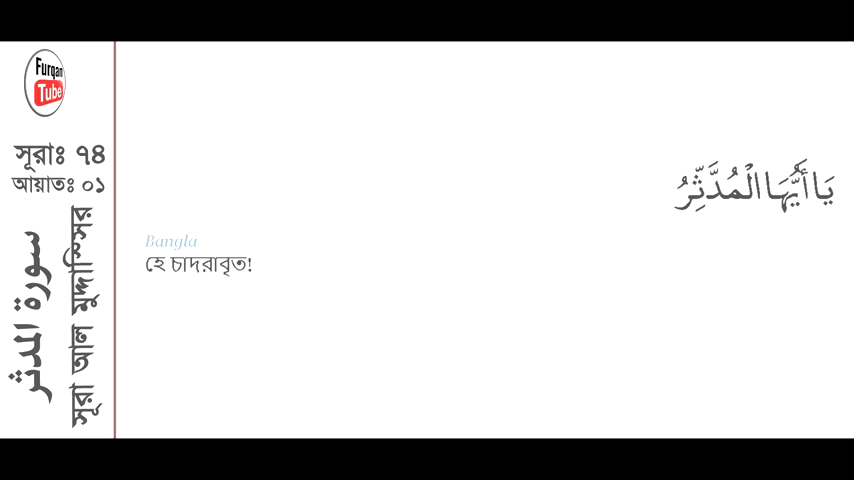 Furqan
Tube
সূরাঃ ৭৪
আয়াতঃ ০১
سورة المدثر
সূরা আল মুদ্দাস্সির
يَا أَيُّهَا الْمُدَّثِّرُ
Bangla
হে চাদরাবৃত!